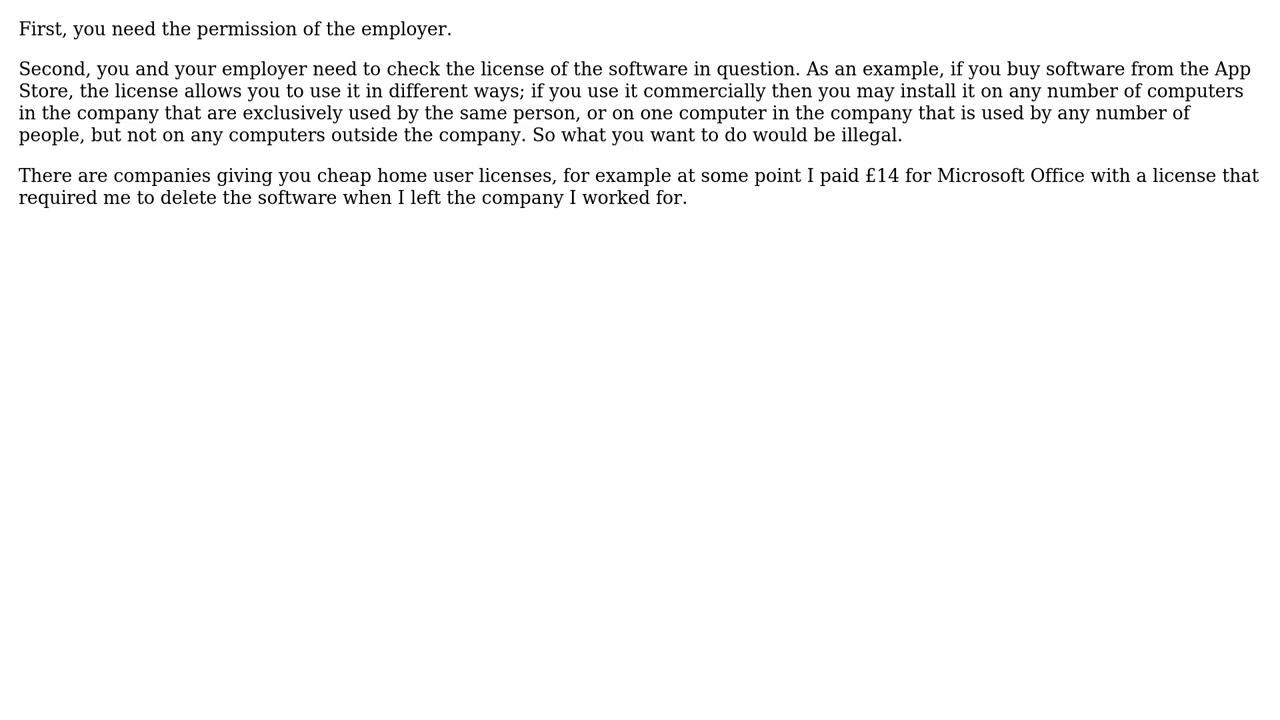 First, you need the permission of the employer.
Second, you and your employer need to check the license of the software in question. As an example, if you buy software from the App
Store, the license allows you to use it in different ways; if you use it commercially then you may install it on any number of computers
in the company that are exclusively used by the same person, or on one computer in the company that is used by any number of
people, but not on any computers outside the company. So what you want to do would be illegal.
There are companies giving you cheap home user licenses, for example at some point I paid £14 for Microsoft Office with a license that
required me to delete the software when I left the company I worked for.